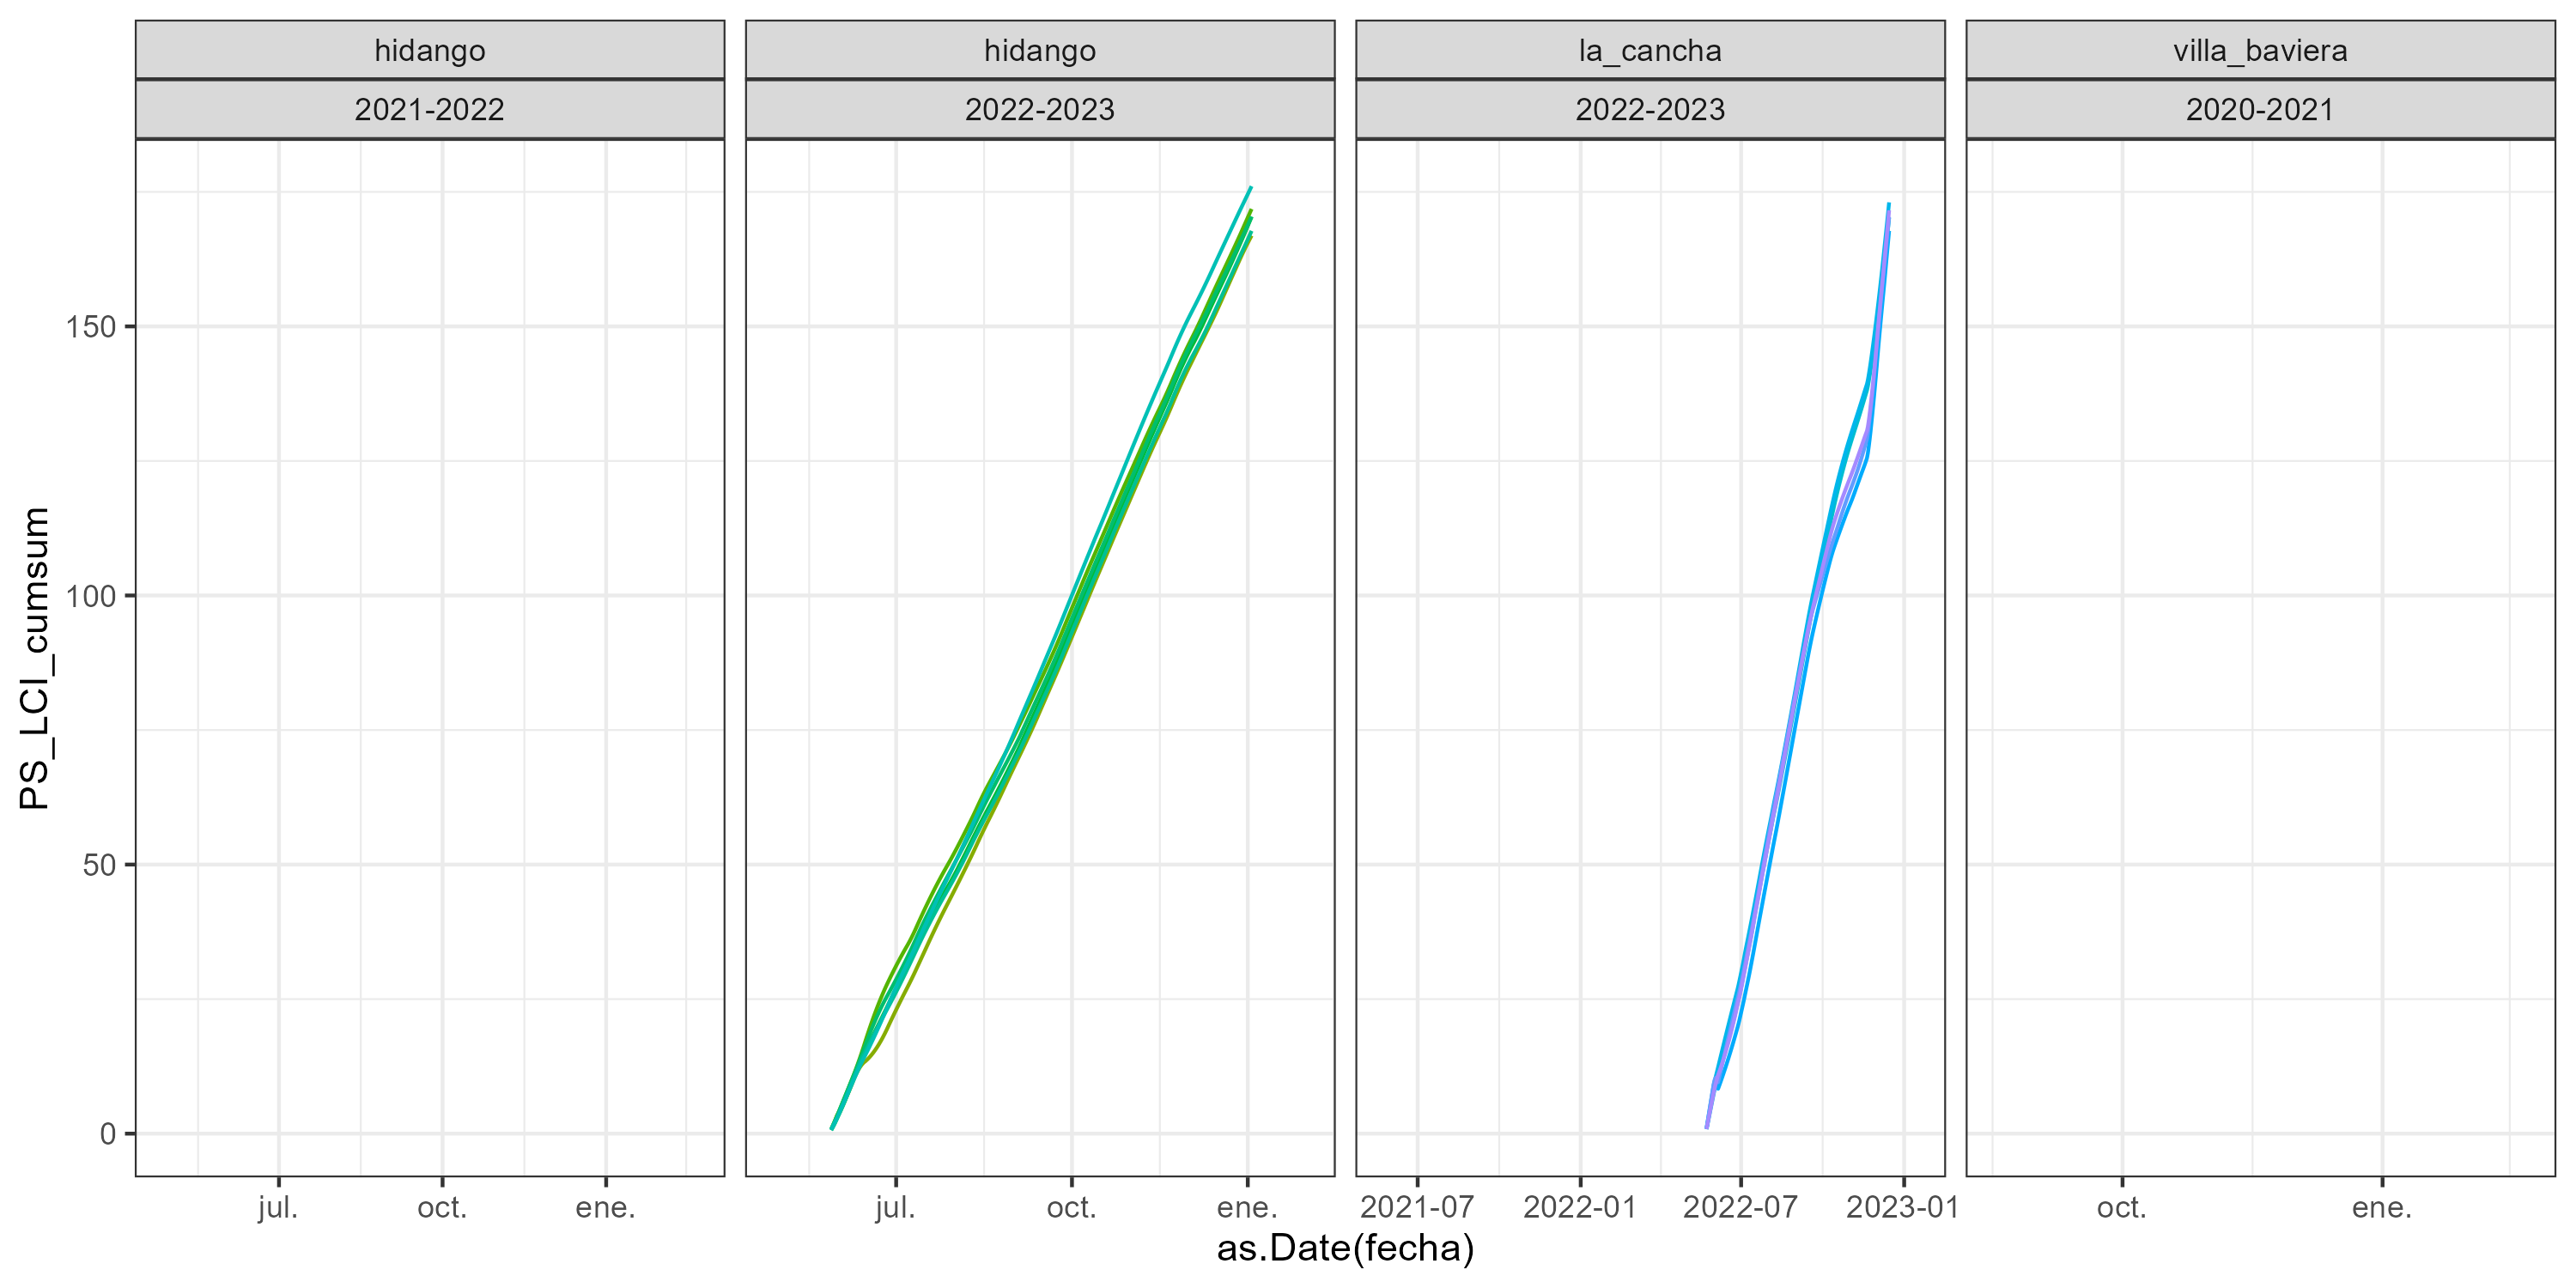 hidango hidango la_cancha villa_baviera
2021-2022 2022-2023 2022-2023 2020-2021
PS_LCI_cumsum
150
100
50
0
jul. oct. ene. jul. oct. ene. 2021-07 2022-01 2022-07 2023-01 oct. ene.
as.Date(fecha)